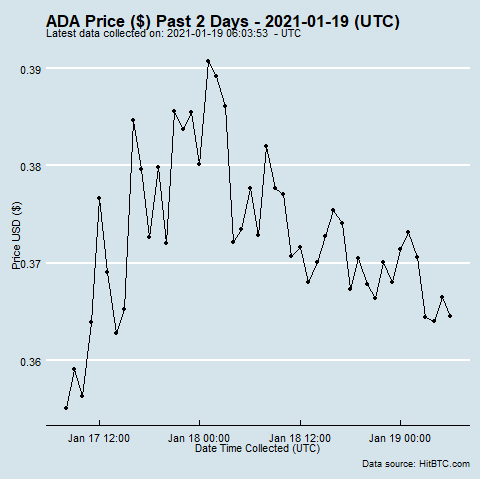 ADA Price ($) Past 2 Days - 2021-01-19 (UTC)
Latest data collected on: 2021-01-19 06:03:53 - UTC
0.39
0.38
0.37
0.36
Price USD ($)
Jan 17 12:00 Jan 18 00:00 Jan 18 12:00 Jan 19 00:00
Date Time Collected (UTC)
Data source: HitBTC.com